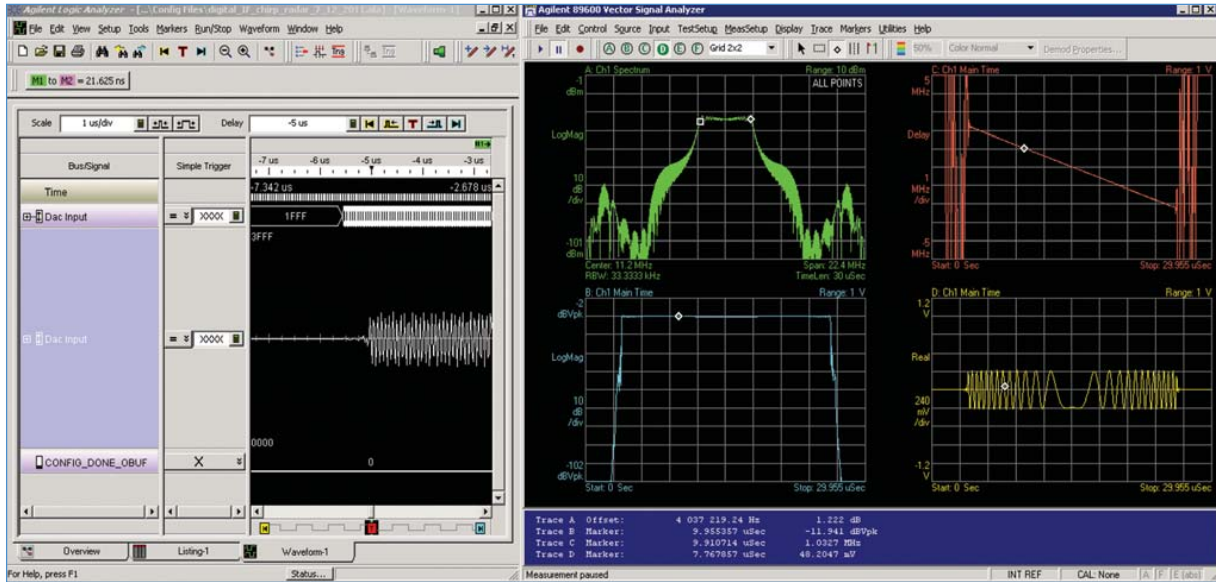 Agilent Logic Analyzer - [...\Config Files\digital_IF_chirp_radar_7_12_2011.ala] - [Waveform-1]
File Edit View Setup Tools Markers Run/Stop Waveform Window Help
M1 to M2 = 21.625 ns
Scale 1 us/div Delay -5 us
M1
Bus/Signal Simple Trigger -7 us -6 us -5 us -4 us -3 us
Time -7.342 us -2.678 us
Dac Input = XXXX 1FFF
3FFF
Dac Input = XXXX
0000
CONFIG_DONE_OBUF X 0
T
Overview Listing-1 Waveform-1
For Help, press F1 Status...
Agilent 89600 Vector Signal Analyzer
File Edit Control Source Input TestSetup MeasSetup Display Trace Markers Utilities Help
A B C D E F Grid 2x2 50% Color Normal Demod Properties...
A: Ch1 Spectrum Range: 10 dBm
-1 dBm
ALL POINTS
LogMag
10 dB /div
-101 dBm
Center: 11.2 MHz Span: 22.4 MHz
RBW: 33.3333 kHz TimeLen: 30 uSec
C: Ch1 Main Time Range: 1 V
5 MHz
Delay
1 MHz /div
-5 MHz
Start: 0 Sec Stop: 29.955 uSec
B: Ch1 Main Time Range: 1 V
-2 dBVpk
LogMag
10 dB /div
-102 dBVpk
Start: 0 Sec Stop: 29.955 uSec
D: Ch1 Main Time Range: 1 V
1.2 V
Real
240 mV /div
-1.2 V
Start: 0 Sec Stop: 29.955 uSec
Trace A Offset: 4 037 219.24 Hz 1.222 dB
Trace B Marker: 9.955357 uSec -11.941 dBVpk
Trace C Marker: 9.910714 uSec 1.0327 MHz
Trace D Marker: 7.767857 uSec 48.2047 mV
Measurement paused INT REF CAL: None